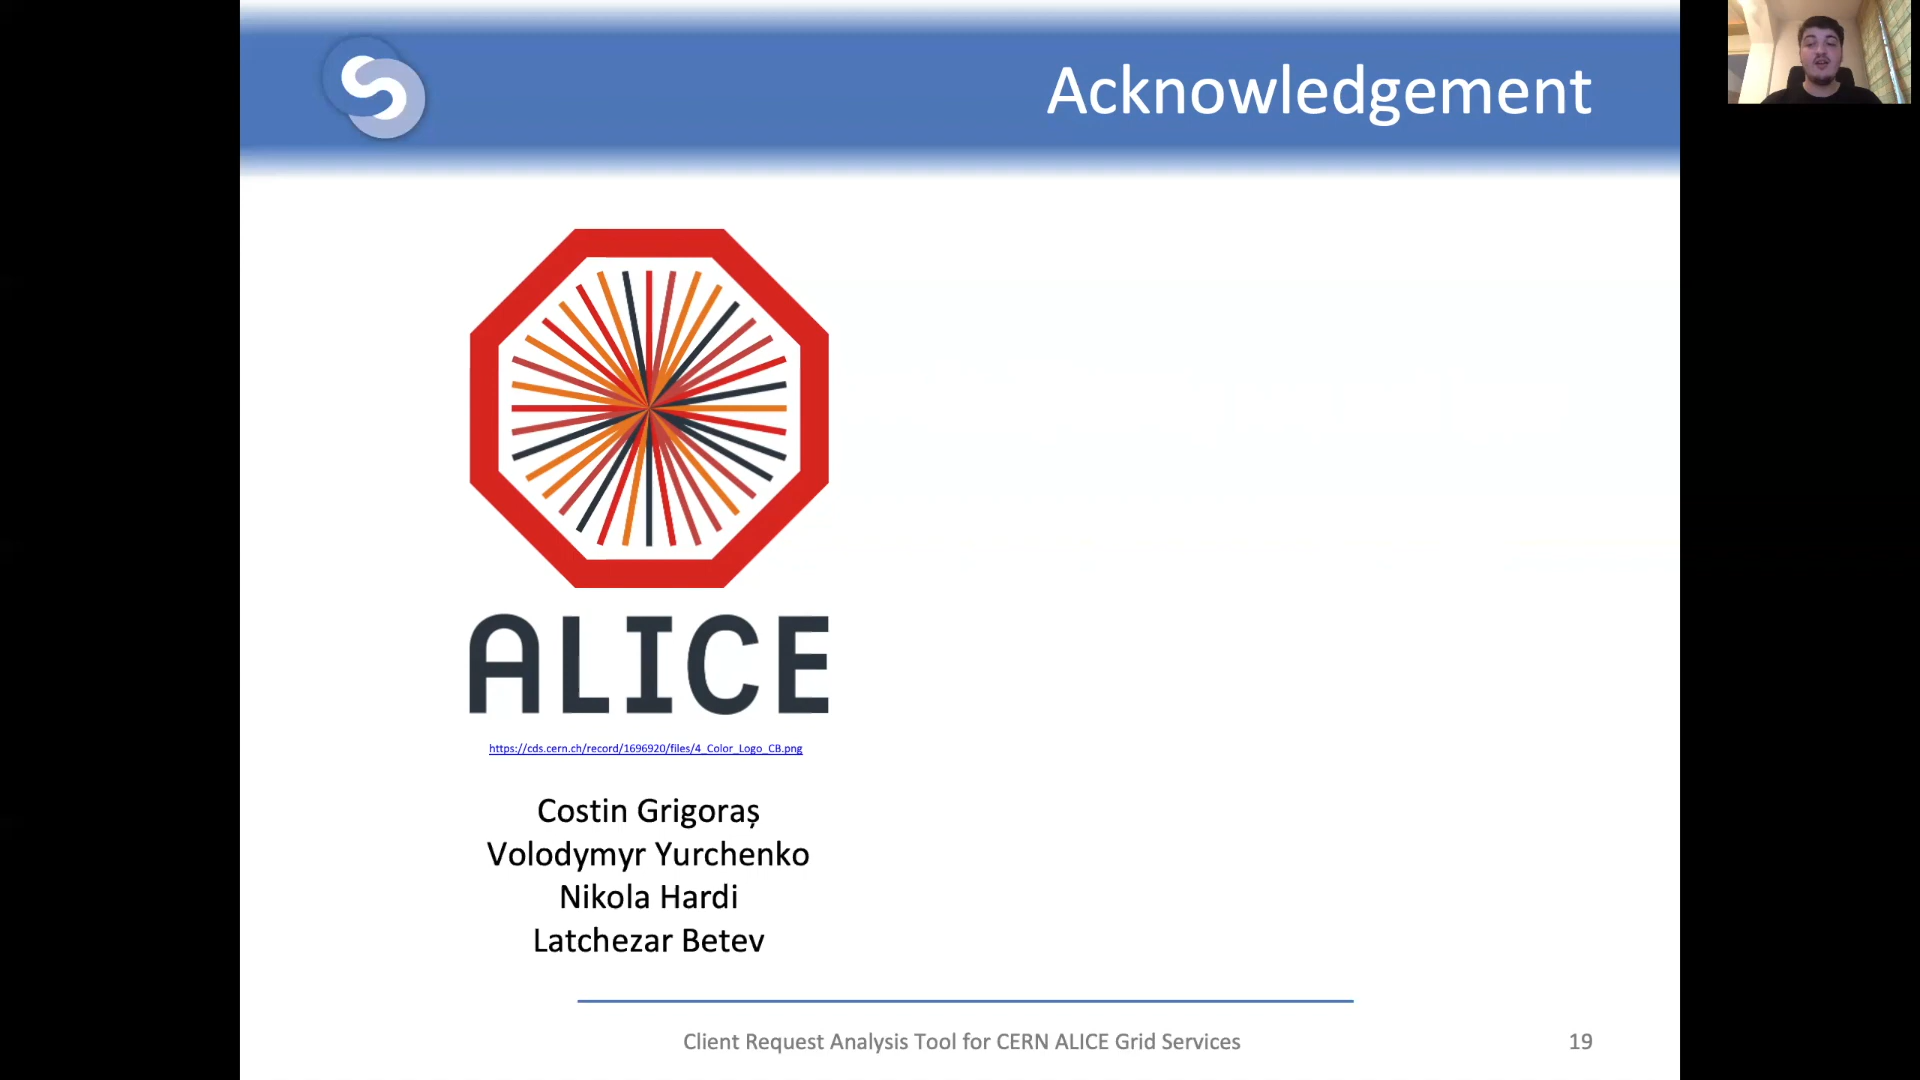 Acknowledgement
ALICE
https://cds.cern.ch/record/1696920/files/4_Color_Logo_CB.png
Costin Grigoraș
Volodymyr Yurchenko
Nikola Hardi
Latchezar Betev
Client Request Analysis Tool for CERN ALICE Grid Services
19